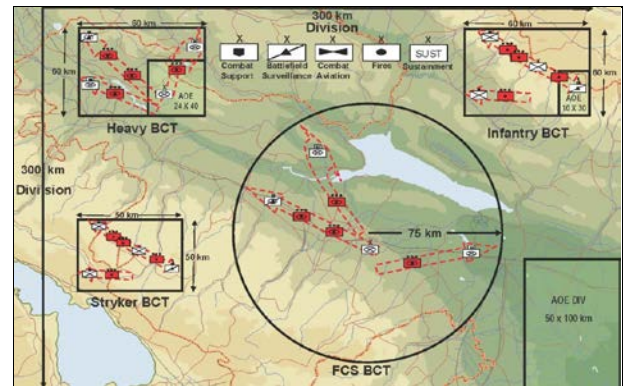 300 km
Division
60 km
60 km
AOE
24 X 40
Heavy BCT
X X X X X
SUST
Combat
Support
Battlefield
Surveillance
Combat
Aviation
Fires
Sustainment
60 km
60 km
AOE
Infantry BCT
300 km
Division
50 km
50 km
Stryker BCT
75 km
FCS BCT
AOE DIV
50 x 100 km